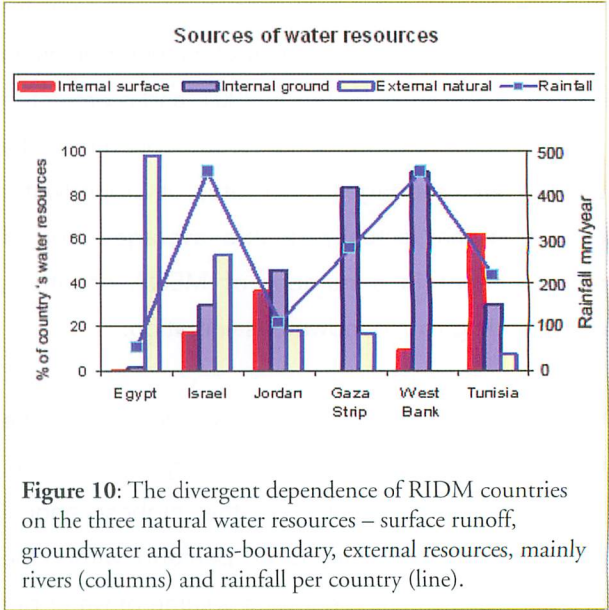 Sources of water resources
Internal surface Internal ground External natural Rainfall
% of country's water resources
100
80
60
40
20
0
500
400
300
200
100
0
Rainfall mm/year
Egypt Israel Jordan Gaza Strip West Bank Tunisia
Figure 10: The divergent dependence of RIDM countries
on the three natural water resources – surface runoff,
groundwater and trans-boundary, external resources, mainly
rivers (columns) and rainfall per country (line).